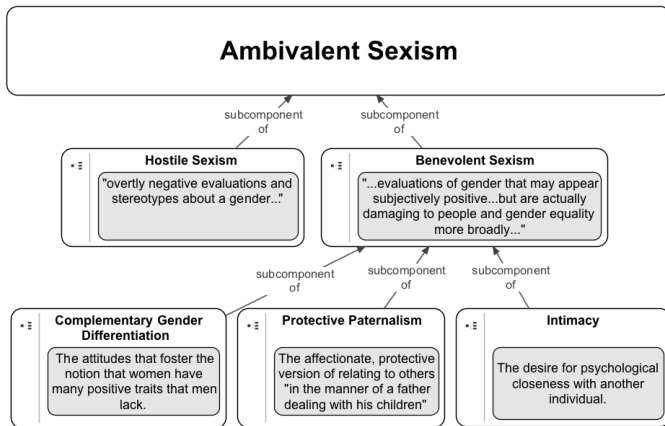 Ambivalent Sexism
subcomponent
of
subcomponent
of
Hostile Sexism
"overtly negative evaluations and
stereotypes about a gender..."
Benevolent Sexism
"...evaluations of gender that may appear
subjectively positive...but are actually
damaging to people and gender equality
more broadly..."
subcomponent
of
subcomponent
of
subcomponent
of
Complementary Gender
Differentiation
The attitudes that foster the
notion that women have
many positive traits that men
lack.
Protective Paternalism
The affectionate, protective
version of relating to others
"in the manner of a father
dealing with his children"
Intimacy
The desire for psychological
closeness with another
individual.